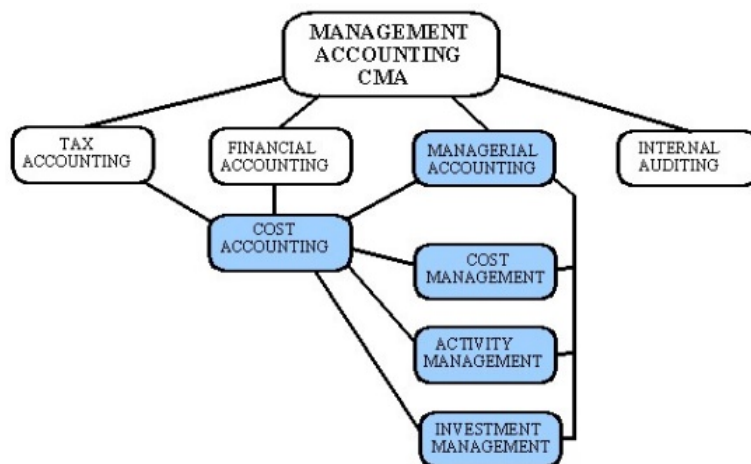 MANAGEMENT
ACCOUNTING
CMA
TAX
ACCOUNTING
FINANCIAL
ACCOUNTING
MANAGERIAL
ACCOUNTING
INTERNAL
AUDITING
COST
ACCOUNTING
COST
MANAGEMENT
ACTIVITY
MANAGEMENT
INVESTMENT
MANAGEMENT